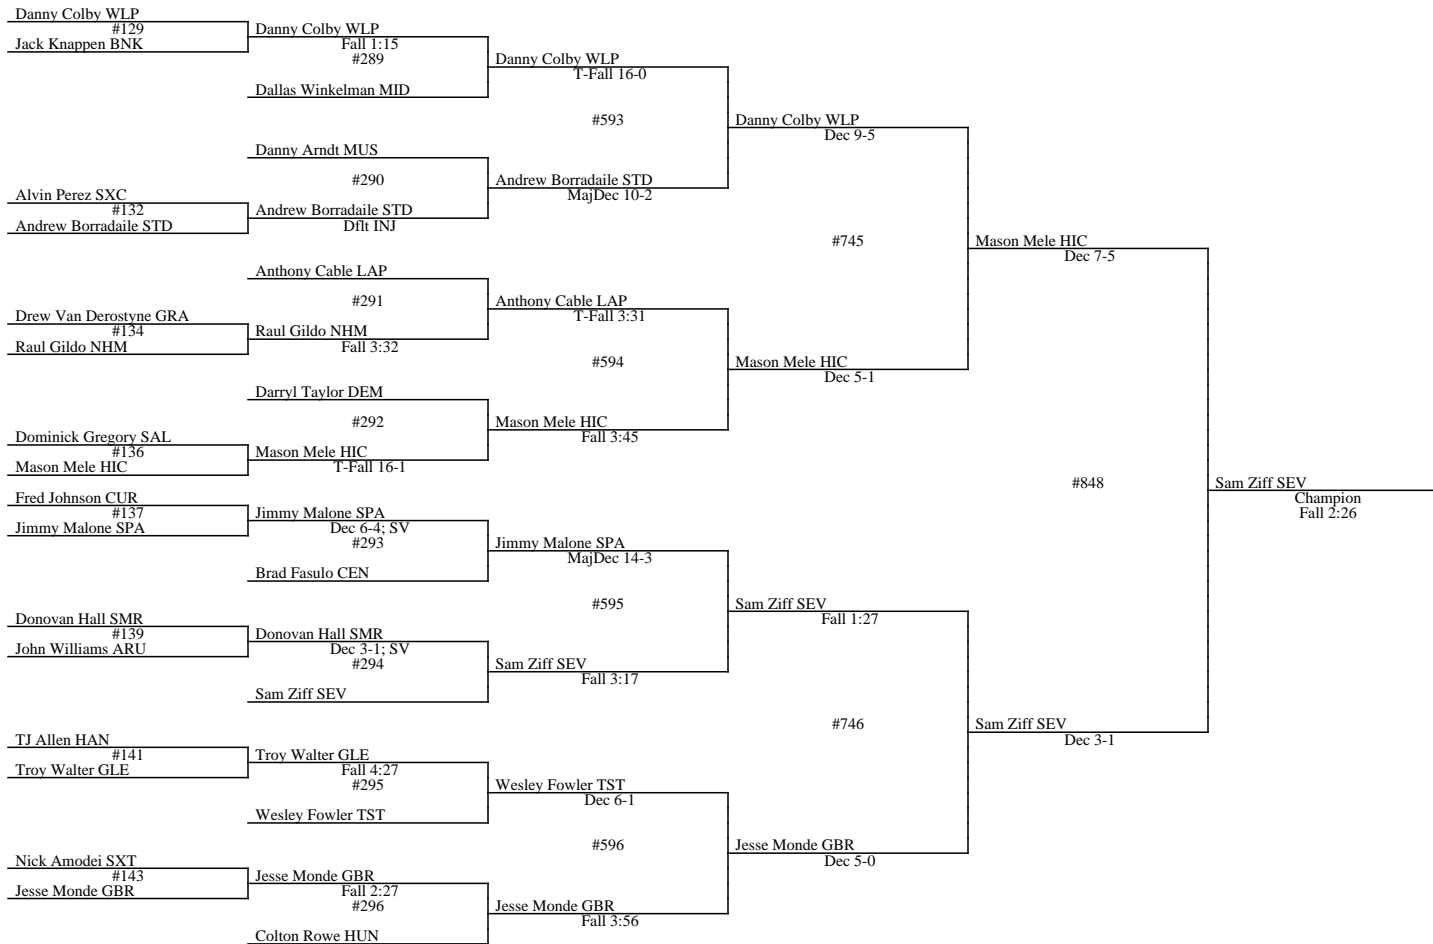 Danny Colby WLP
#129
Jack Knappen BNK
Danny Colby WLP
Fall 1:15
#289
Dallas Winkelman MID
Danny Colby WLP
T-Fall 16-0
#593
Danny Colby WLP
Dec 9-5
Danny Arndt MUS
#290
Andrew Borradaile STD
MajDec 10-2
Alvin Perez SXC
#132
Andrew Borradaile STD
Andrew Borradaile STD
Dflt INJ
#745
Mason Mele HIC
Dec 7-5
Anthony Cable LAP
#291
Anthony Cable LAP
T-Fall 3:31
Drew Van Derostyne GRA
#134
Raul Gildo NHM
Raul Gildo NHM
Fall 3:32
#594
Mason Mele HIC
Dec 5-1
Darryl Taylor DEM
#292
Mason Mele HIC
Fall 3:45
Dominick Gregory SAL
#136
Mason Mele HIC
Mason Mele HIC
T-Fall 16-1
#848
Sam Ziff SEV
Champion
Fall 2:26
Fred Johnson CUR
#137
Jimmy Malone SPA
Jimmy Malone SPA
Dec 6-4; SV
#293
Brad Fasulo CEN
Jimmy Malone SPA
MajDec 14-3
#595
Sam Ziff SEV
Fall 1:27
Donovan Hall SMR
#139
John Williams ARU
Donovan Hall SMR
Dec 3-1; SV
#294
Sam Ziff SEV
Sam Ziff SEV
Fall 3:17
#746
Sam Ziff SEV
Dec 3-1
TJ Allen HAN
#141
Troy Walter GLE
Troy Walter GLE
Fall 4:27
#295
Wesley Fowler TST
Wesley Fowler TST
Dec 6-1
#596
Jesse Monde GBR
Dec 5-0
Nick Amodei SXT
#143
Jesse Monde GBR
Jesse Monde GBR
Fall 2:27
#296
Colton Rowe HUN
Jesse Monde GBR
Fall 3:56